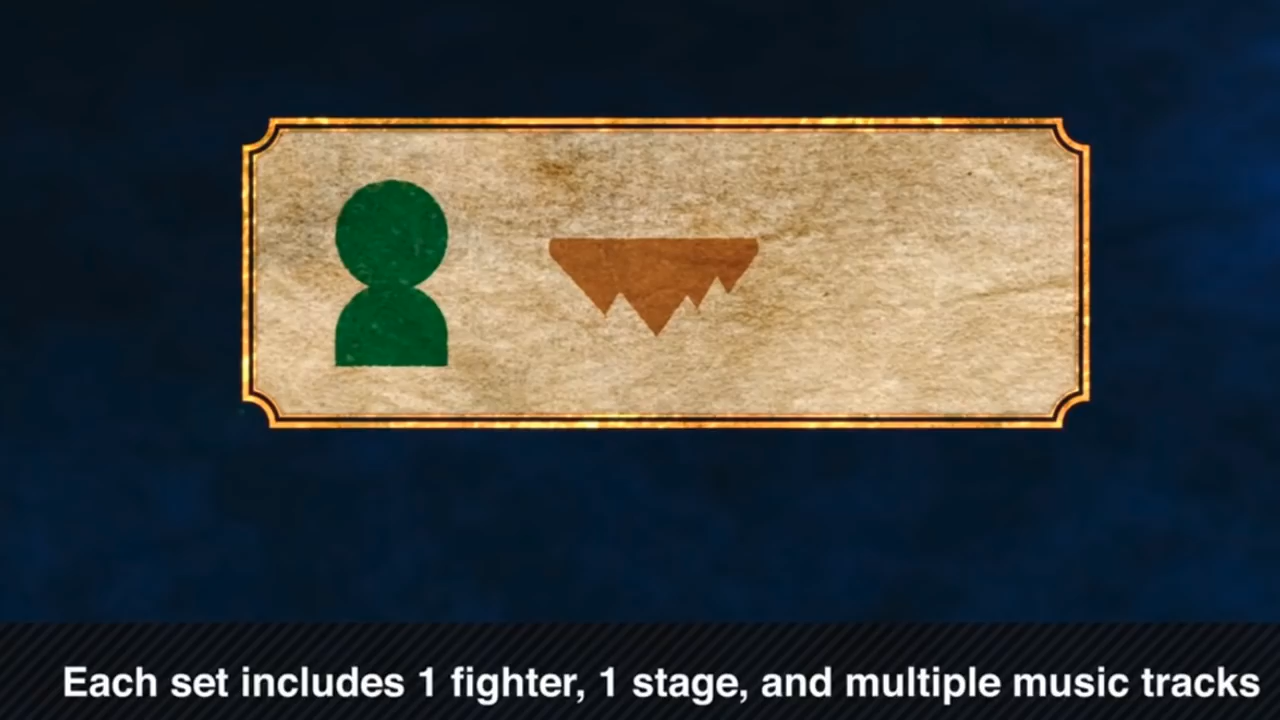 Each set includes 1 fighter, 1 stage, and multiple music tracks